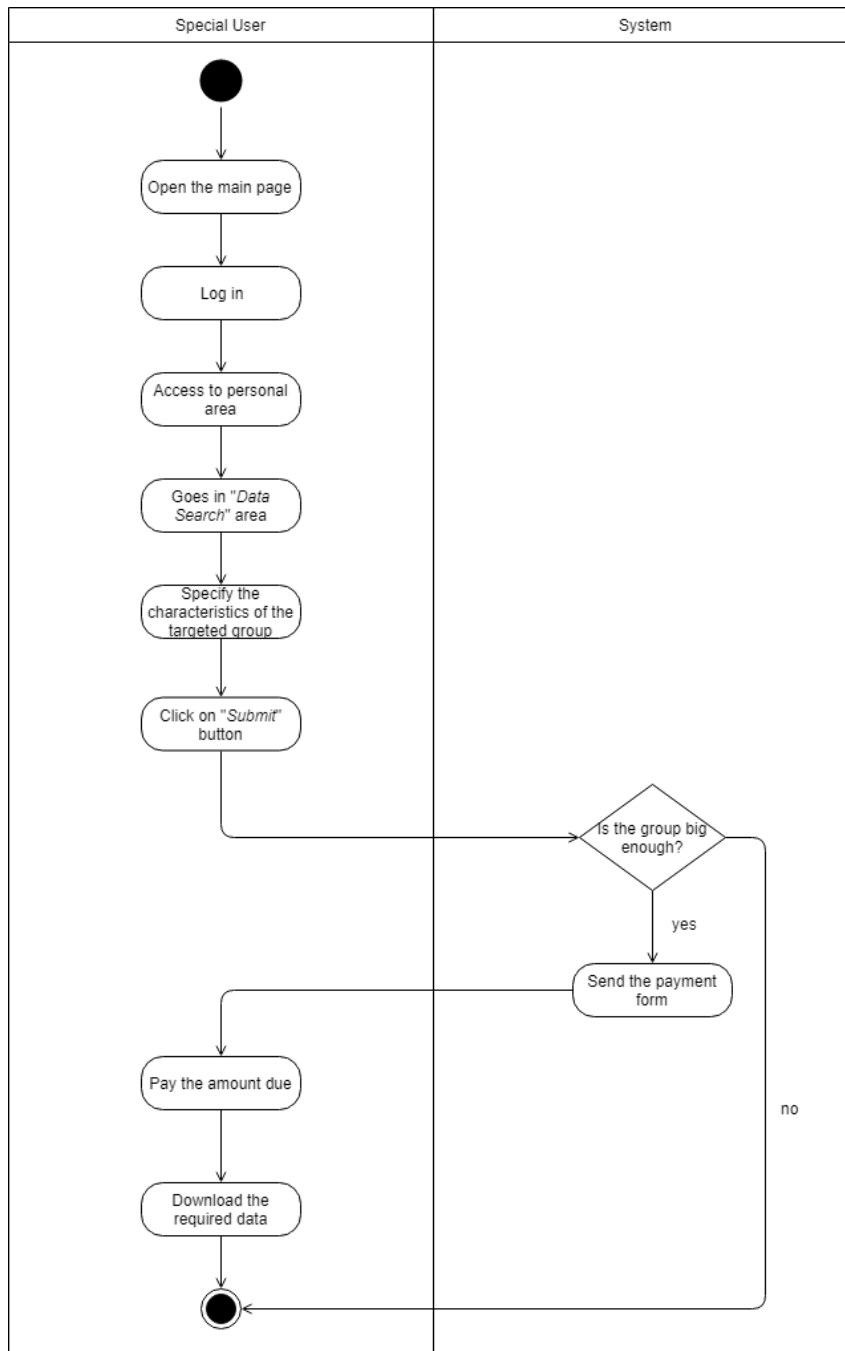 Special User
System
Open the main page
Log in
Access to personal
area
Goes in "Data
Search" area
Specify the
characteristics of the
targeted group
Click on "Submit"
button
Is the group big
enough?
yes
Send the payment
form
Pay the amount due
no
Download the
required data